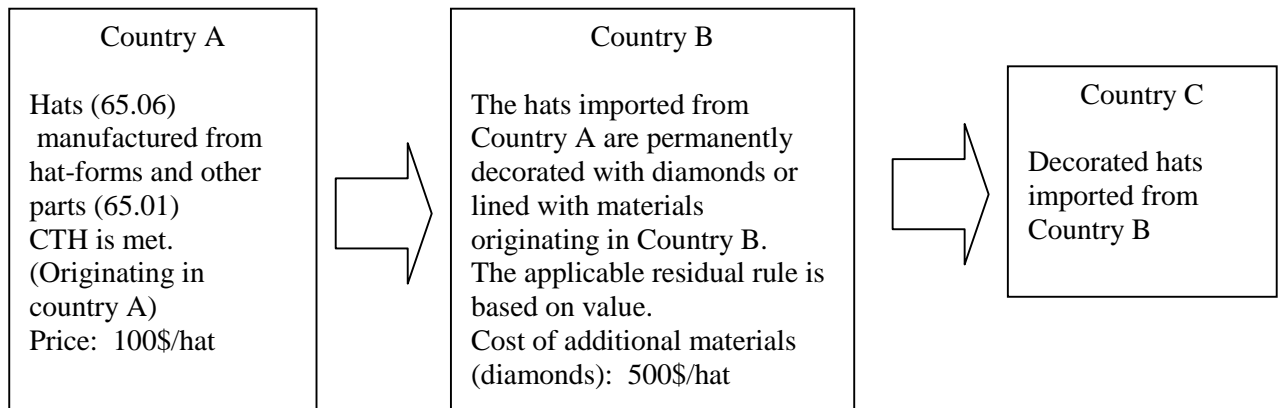 Country A
Hats (65.06)
manufactured from
hat-forms and other
parts (65.01)
CTH is met.
(Originating in
country A)
Price: 100$/hat
Country B
The hats imported from
Country A are permanently
decorated with diamonds or
lined with materials
originating in Country B.
The applicable residual rule is
based on value.
Cost of additional materials
(diamonds): 500$/hat
Country C
Decorated hats
imported from
Country B